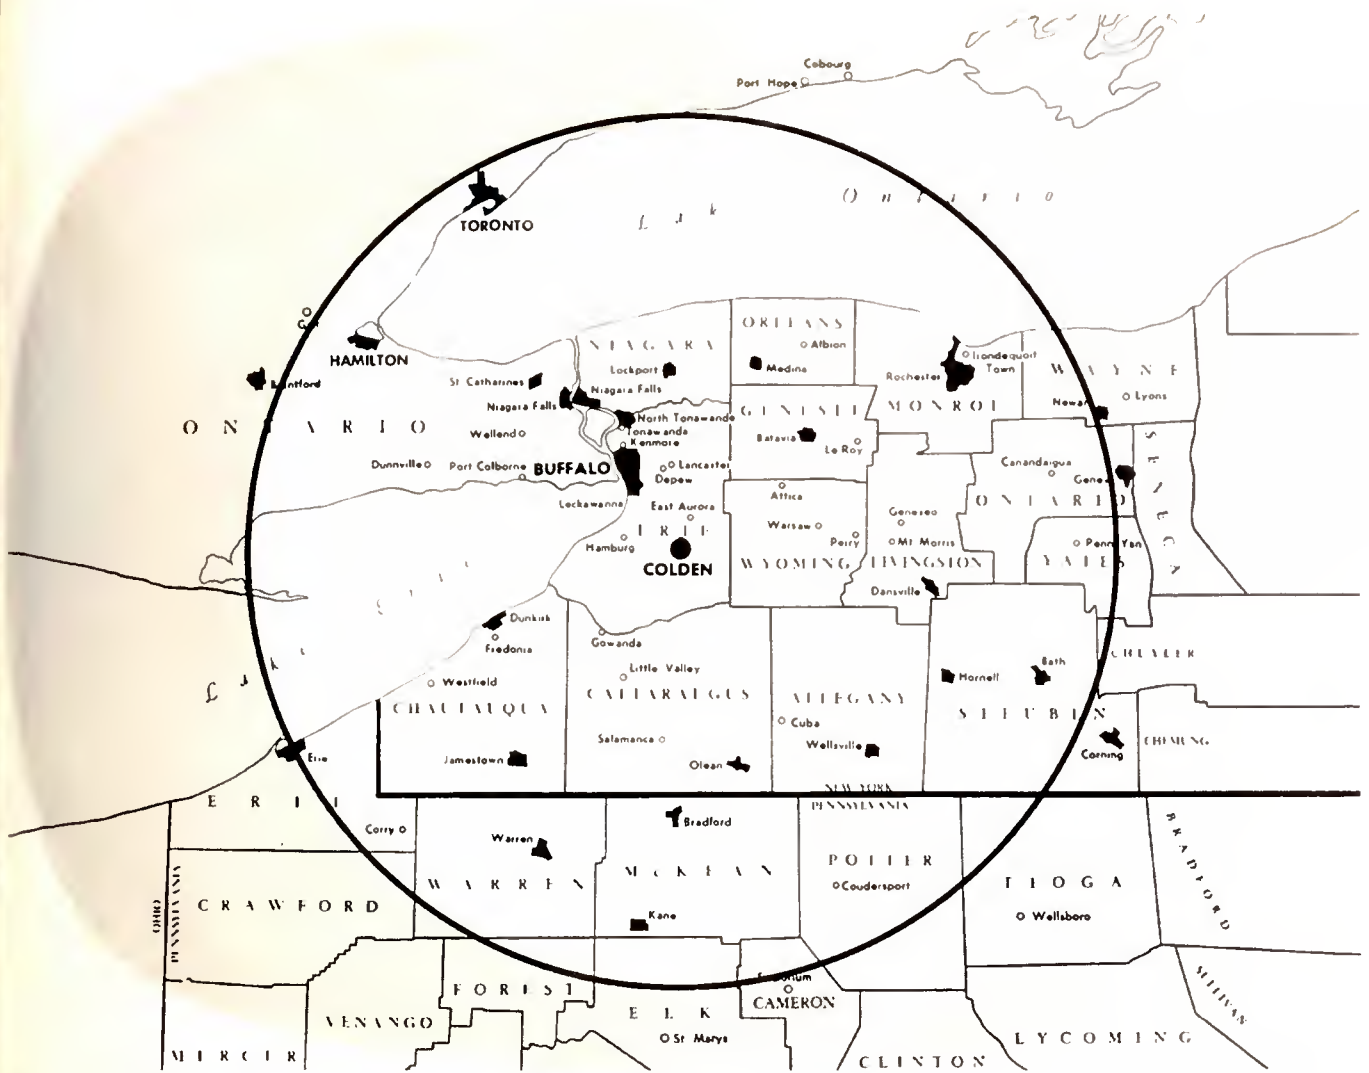 Cobourg
Port Hope
TORONTO
Lak Ontario
HAMILTON
Brantford
ONTARIO
NIAGARA
ORLEANS
Albion
Medina
Lockport
St Catharines
Niagara Falls
Niagara Falls
Irondequoit
Town
Rochester
MONROE
WAYNE
Lyons
Newar
GENESEE
North Tonawanda
Tonawanda
Kenmore
Welland
Batavia
Le Roy
Dunnville
Port Colborne
BUFFALO
Lancaster
Depew
Canandaigua
Gene
SENECA
ONTARIO
Attica
Lackawanna
East Aurora
ERIE
Warsaw
Perry
Geneseo
Mt Morris
Penn Yan
YATES
Hamburg
COLDEN
WYOMING
LIVINGSTON
Dansville
Lake Erie
Dunkirk
Fredonia
Gowanda
Little Valley
Westfield
CHAUTAUQUA
CATTARAUGUS
ALLEGANY
Hornell
Bath
STEUBEN
SCHUYLER
Cuba
Salamanca
Wellsville
Jamestown
Olean
Corning
CHEMUNG
Erie
NEW YORK
PENNSYLVANIA
ERIE
Corry
Warren
Bradford
WARREN
McKEAN
POTTER
Coudersport
TIOGA
Wellsboro
BRADFORD
CRAWFORD
OHIO
PENNSYLVANIA
Kane
Emporium
CAMERON
FOREST
ELK
St Marys
VENANGO
MERCER
CLINTON
LYCOMING
SULLIVAN